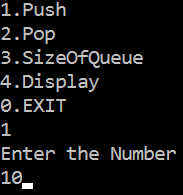 1.Push
2.Pop
3.SizeOfQueue
4.Display
0.EXIT
1
Enter the Number
10